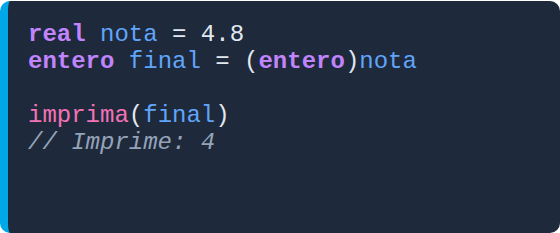 real nota = 4.8
entero final = (entero)nota
imprima(final)
// Imprime: 4